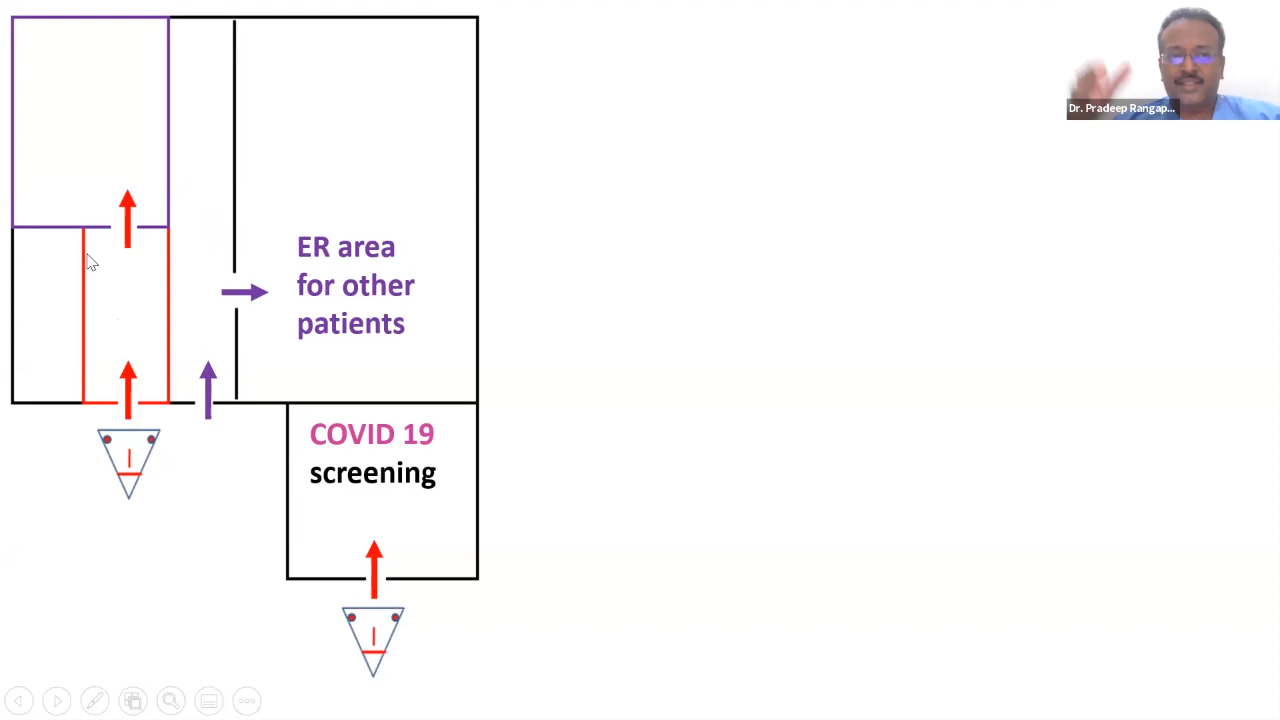 Dr. Pradeep Rangap...
ER area
for other
patients
COVID 19
screening